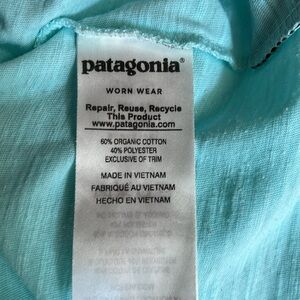 patagonia®
WORN WEAR
Repair, Reuse, Recycle
This Product
www.patagonia.com
60% ORGANIC COTTON
40% POLYESTER
EXCLUSIVE OF TRIM
MADE IN VIETNAM
FABRIQUÉ AU VIETNAM
HECHO EN VIETNAM